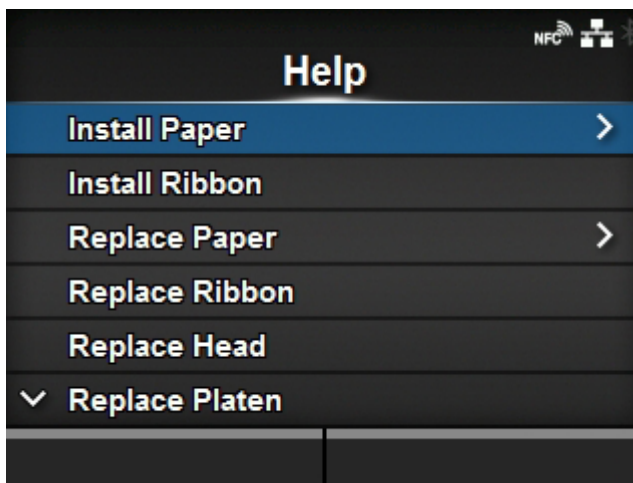 NFC
Help
Install Paper
Install Ribbon
Replace Paper
Replace Ribbon
Replace Head
Replace Platen